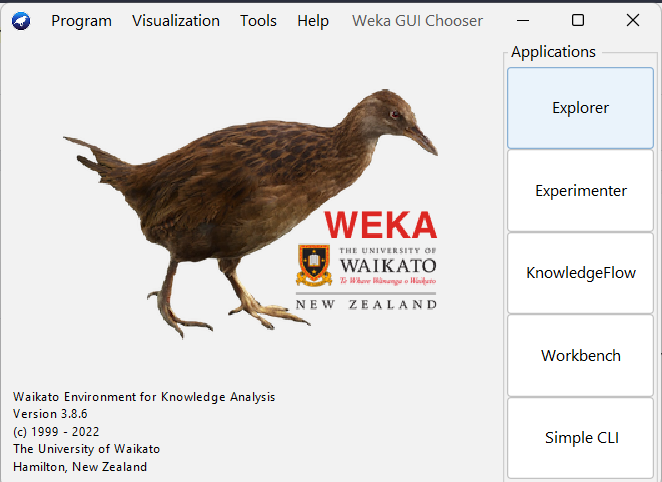 Program Visualization Tools Help Weka GUI Chooser
Applications
Explorer
Experimenter
KnowledgeFlow
Workbench
Simple CLI
WEKA
THE UNIVERSITY OF
WAIKATO
Te Whare Wānanga o Waikato
NEW ZEALAND
Waikato Environment for Knowledge Analysis
Version 3.8.6
(c) 1999 - 2022
The University of Waikato
Hamilton, New Zealand